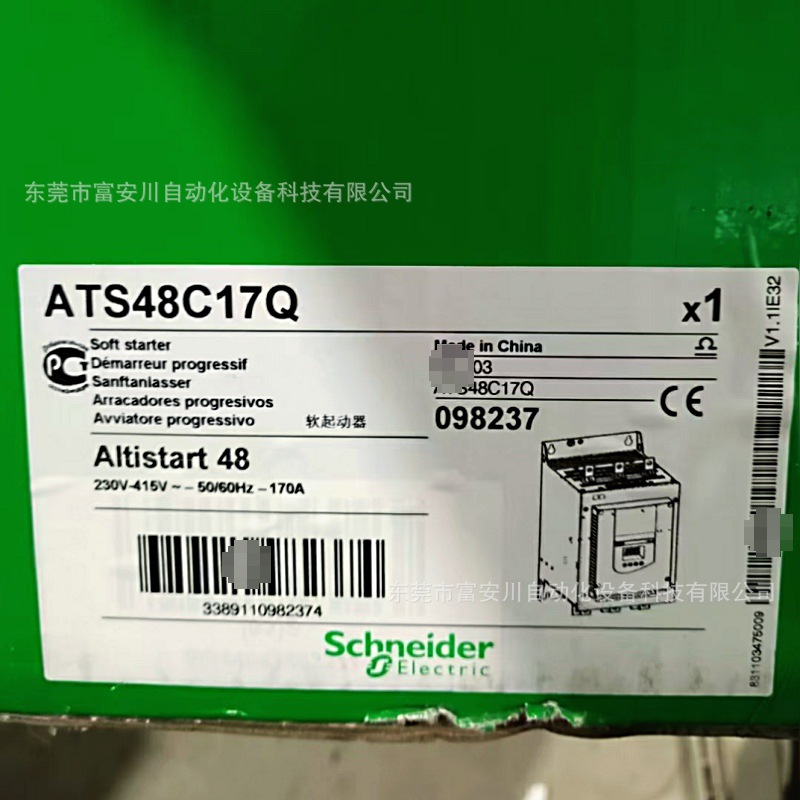 东莞市富安川自动化设备科技有限公司
ATS48C17Q
x1
Soft starter
Démarreur progressif
Sanftanlasser
Arracadores progresivos
Avviatore progressivo 软起动器
Made in China
03
ATS48C17Q
098237
CE
Altistart 48
230V-415V ~ - 50/60Hz - 170A
3389110982374
东莞市富安川自动化设备科技有限公司
Schneider
Electric
V1.1IE32
831103475009